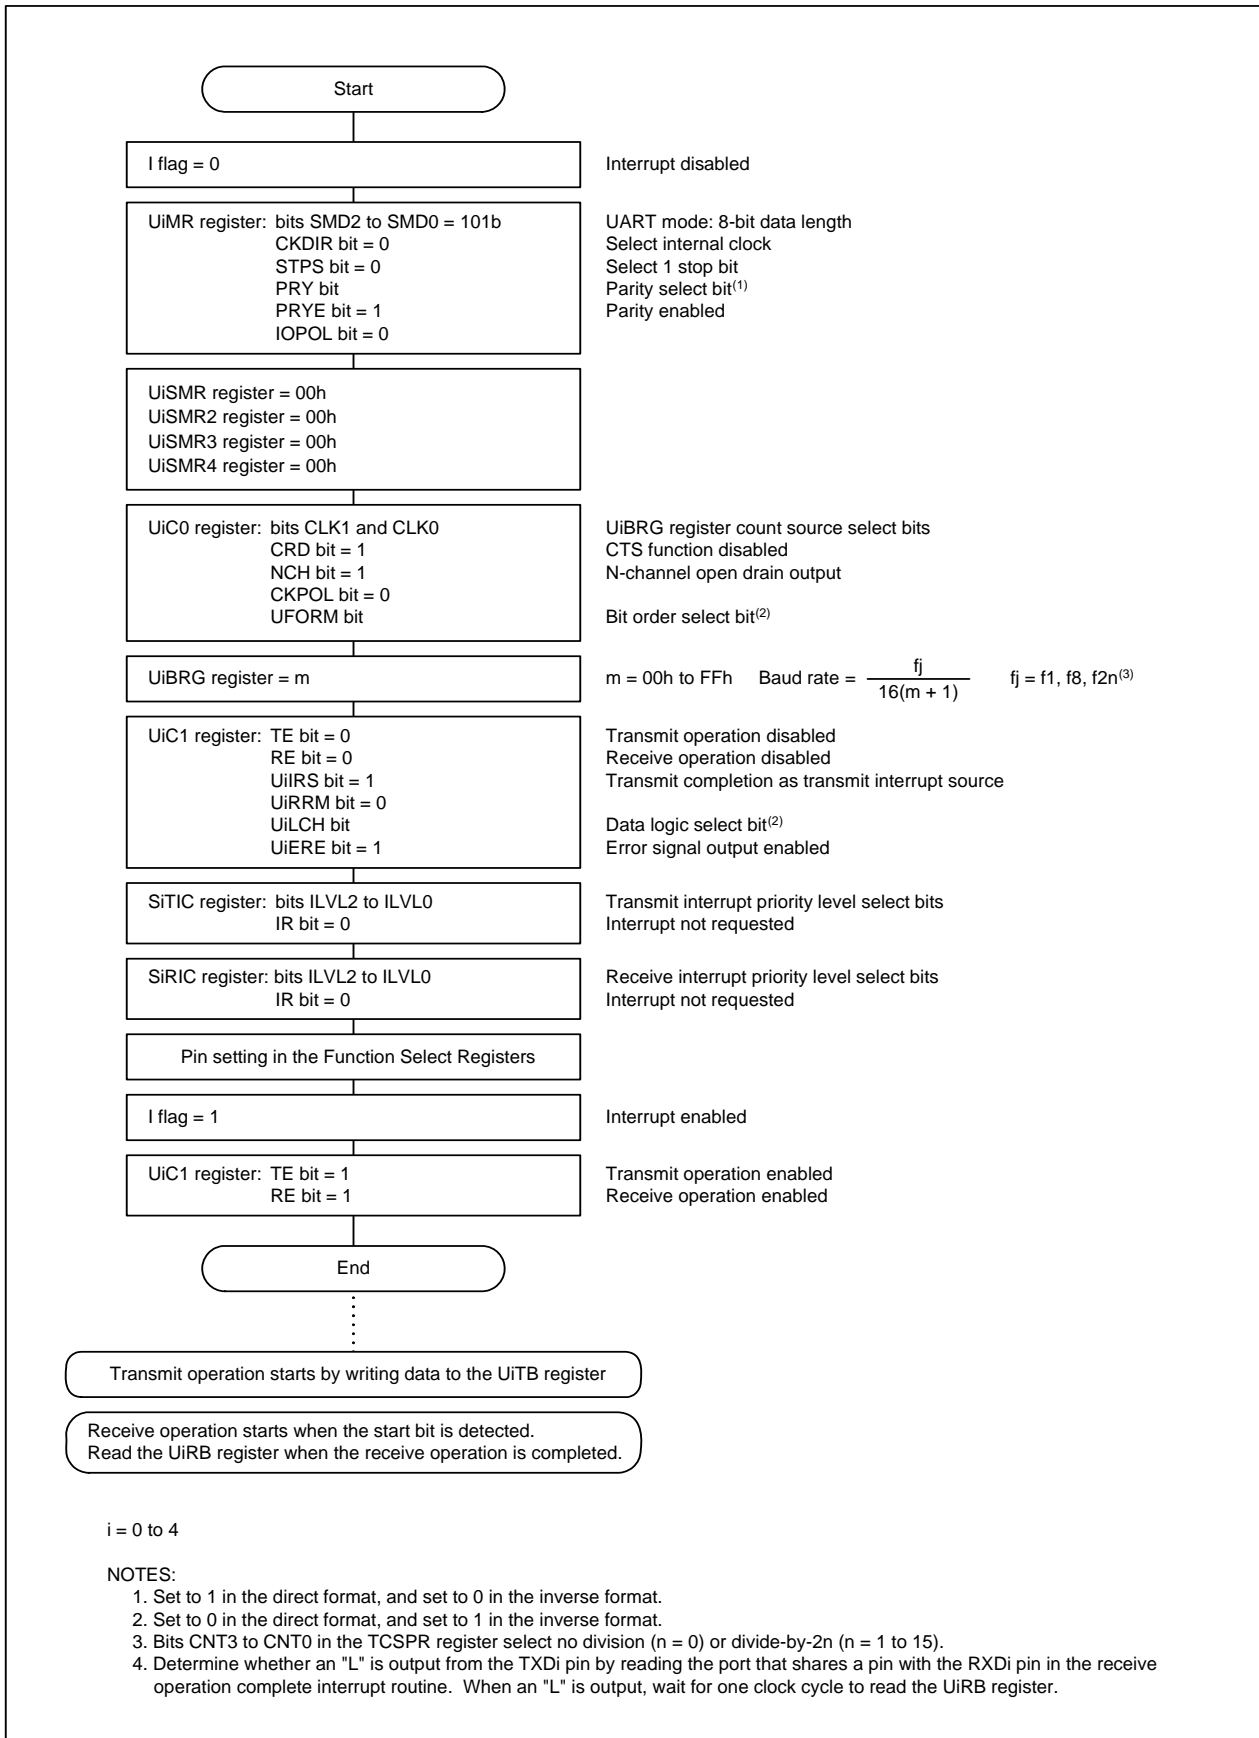 Start
I flag = 0 Interrupt disabled
UiMR register: bits SMD2 to SMD0 = 101b UART mode: 8-bit data length
CKDIR bit = 0 Select internal clock
STPS bit = 0 Select 1 stop bit
PRY bit Parity select bit(1)
PRYE bit = 1 Parity enabled
IOPOL bit = 0
UiSMR register = 00h
UiSMR2 register = 00h
UiSMR3 register = 00h
UiSMR4 register = 00h
UiC0 register: bits CLK1 and CLK0 UiBRG register count source select bits
CRD bit = 1 CTS function disabled
NCH bit = 1 N-channel open drain output
CKPOL bit = 0
UFORM bit Bit order select bit(2)
UiBRG register = m m = 00h to FFh Baud rate = fj / 16(m + 1) fj = f1, f8, f2n(3)
UiC1 register: TE bit = 0 Transmit operation disabled
RE bit = 0 Receive operation disabled
UiIRS bit = 1 Transmit completion as transmit interrupt source
UiRRM bit = 0
UiLCH bit Data logic select bit(2)
UiERE bit = 1 Error signal output enabled
SiTIC register: bits ILVL2 to ILVL0 Transmit interrupt priority level select bits
IR bit = 0 Interrupt not requested
SiRIC register: bits ILVL2 to ILVL0 Receive interrupt priority level select bits
IR bit = 0 Interrupt not requested
Pin setting in the Function Select Registers
I flag = 1 Interrupt enabled
UiC1 register: TE bit = 1 Transmit operation enabled
RE bit = 1 Receive operation enabled
End
Transmit operation starts by writing data to the UiTB register
Receive operation starts when the start bit is detected.
Read the UiRB register when the receive operation is completed.
i = 0 to 4
NOTES:
1. Set to 1 in the direct format, and set to 0 in the inverse format.
2. Set to 0 in the direct format, and set to 1 in the inverse format.
3. Bits CNT3 to CNT0 in the TCSPR register select no division (n = 0) or divide-by-2n (n = 1 to 15).
4. Determine whether an "L" is output from the TXDi pin by reading the port that shares a pin with the RXDi pin in the receive
operation complete interrupt routine. When an "L" is output, wait for one clock cycle to read the UiRB register.